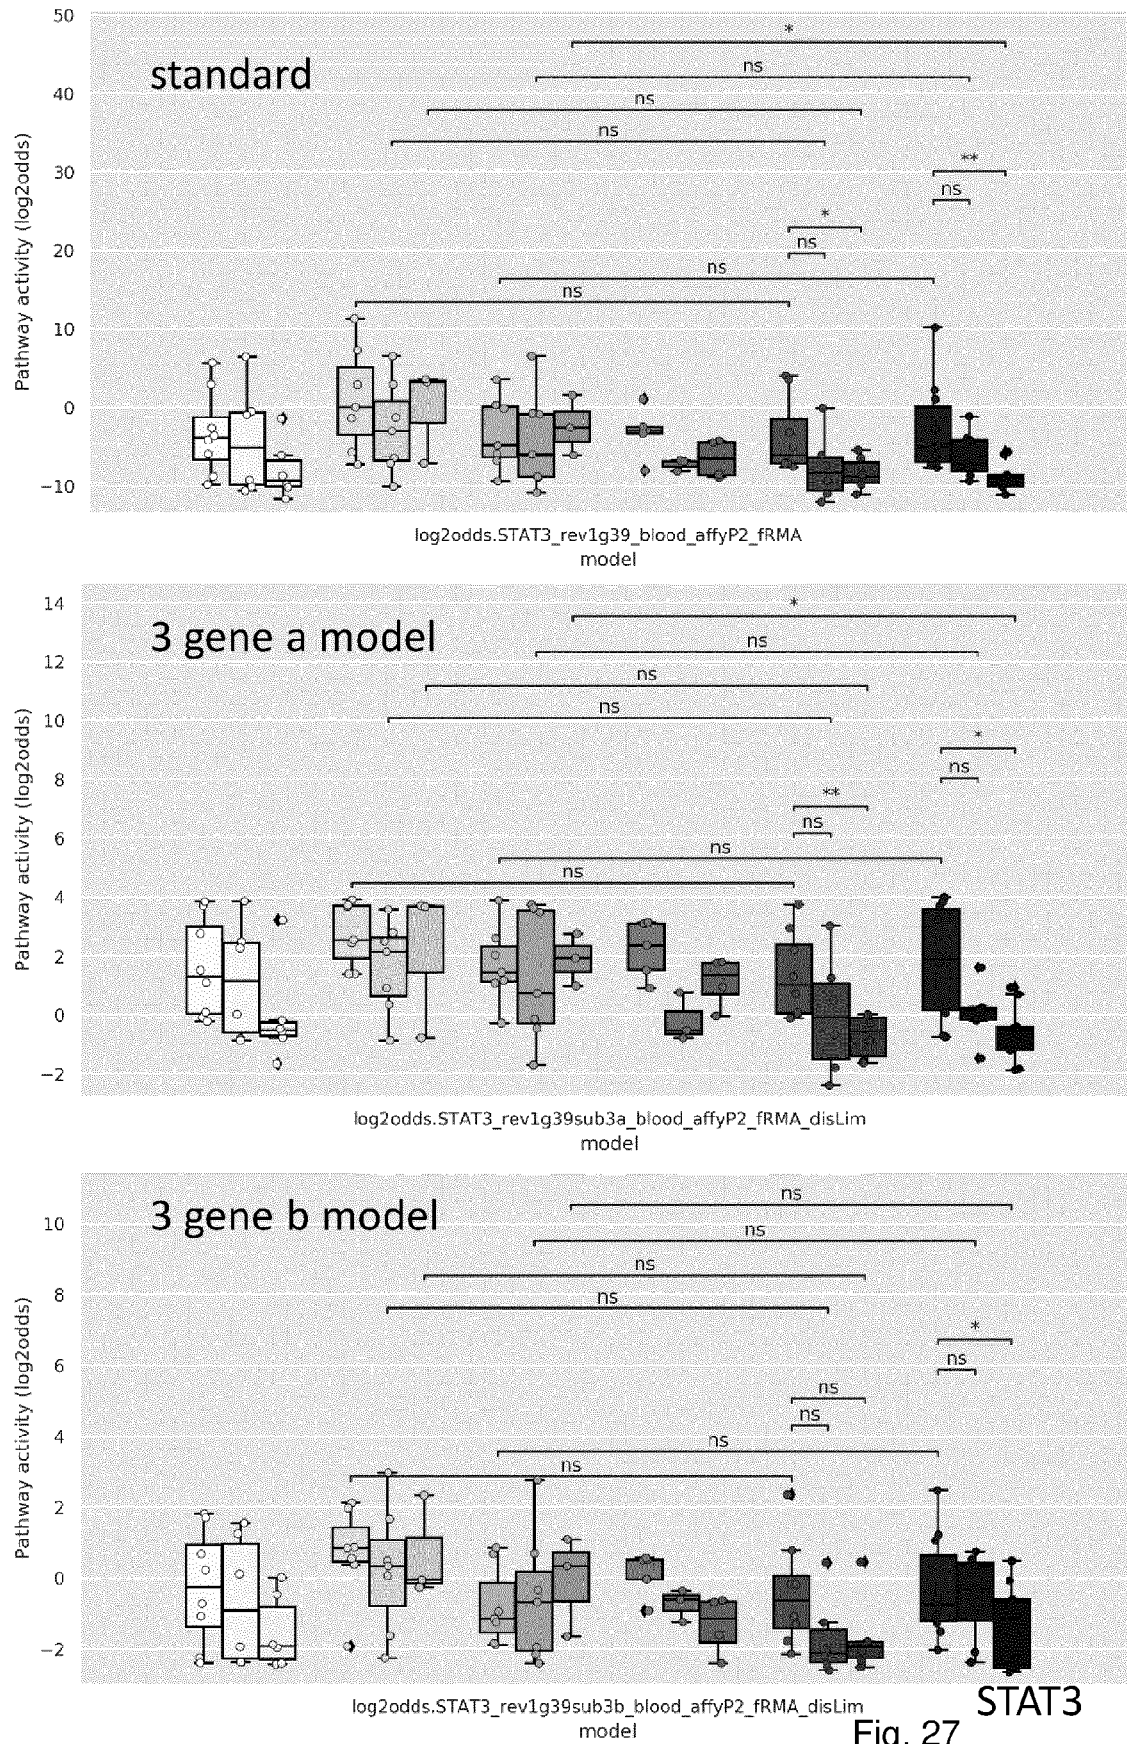 50
*
standard
ns
40
ns
ns
30
**
ns
*
ns
20
ns
ns
10
0
−10
Pathway activity (log2odds)
log2odds.STAT3_rev1g39_blood_affyP2_fRMA
model
14
*
3 gene a model
ns
12
ns
ns
10
*
ns
8
**
ns
6
ns
ns
4
2
0
−2
Pathway activity (log2odds)
log2odds.STAT3_rev1g39sub3a_blood_affyP2_fRMA_disLim
model
ns
3 gene b model
10
ns
ns
8
ns
*
6
ns
ns
ns
4
ns
ns
2
0
−2
Pathway activity (log2odds)
log2odds.STAT3_rev1g39sub3b_blood_affyP2_fRMA_disLim
model
STAT3
Fig. 27